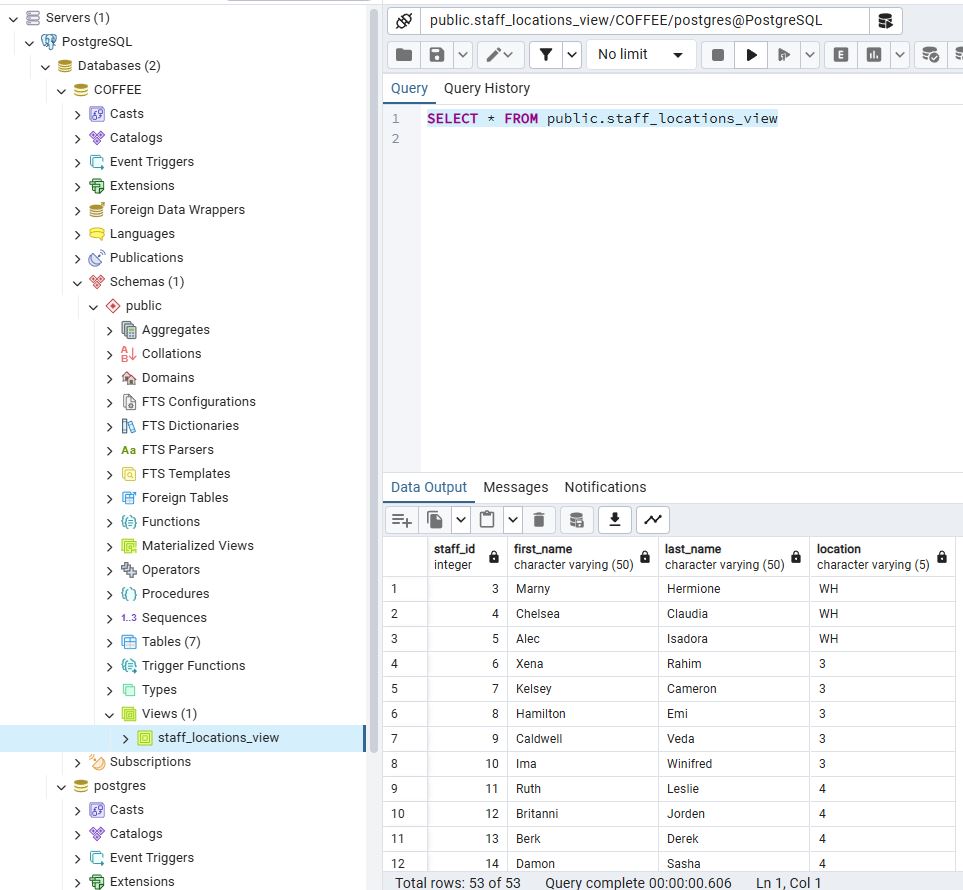 Servers (1)
PostgreSQL
Databases (2)
COFFEE
Casts
Catalogs
Event Triggers
Extensions
Foreign Data Wrappers
Languages
Publications
Schemas (1)
public
Aggregates
Collations
Domains
FTS Configurations
FTS Dictionaries
Aa FTS Parsers
FTS Templates
Foreign Tables
Functions
Materialized Views
Operators
Procedures
1..3 Sequences
Tables (7)
Trigger Functions
Types
Views (1)
staff_locations_view
Subscriptions
postgres
Casts
Catalogs
Event Triggers
Extensions
public.staff_locations_view/COFFEE/postgres@PostgreSQL
No limit E
Query Query History
1 SELECT * FROM public.staff_locations_view
2
Data Output Messages Notifications
staff_id first_name last_name location
integer character varying (50) character varying (50) character varying (5)
1 3 Marny Hermione WH
2 4 Chelsea Claudia WH
3 5 Alec Isadora WH
4 6 Xena Rahim 3
5 7 Kelsey Cameron 3
6 8 Hamilton Emi 3
7 9 Caldwell Veda 3
8 10 Ima Winifred 3
9 11 Ruth Leslie 4
10 12 Britanni Jorden 4
11 13 Berk Derek 4
12 14 Damon Sasha 4
Total rows: 53 of 53 Query complete 00:00:00.606 Ln 1, Col 1